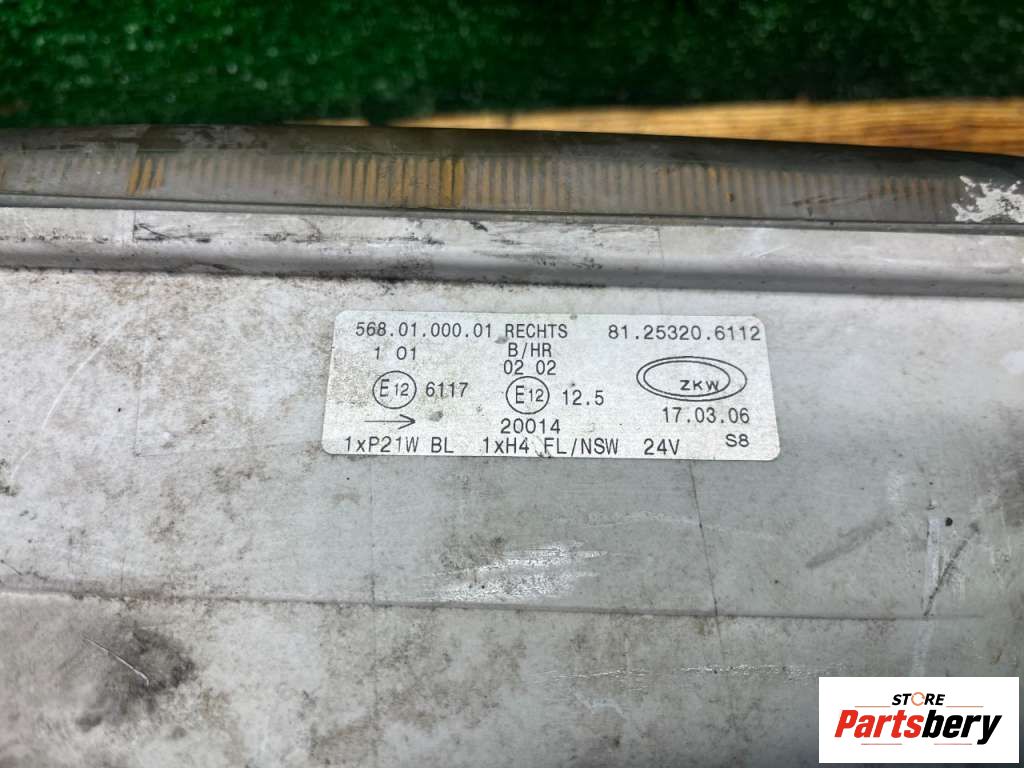 568.01.000.01 RECHTS 81.25320.6112
1 01 B/HR
02 02
E12 6117 E12 12.5 ZKW
→ 20014 17.03.06
1xP21W BL 1xH4 FL/NSW 24V S8
STORE
Partsbery